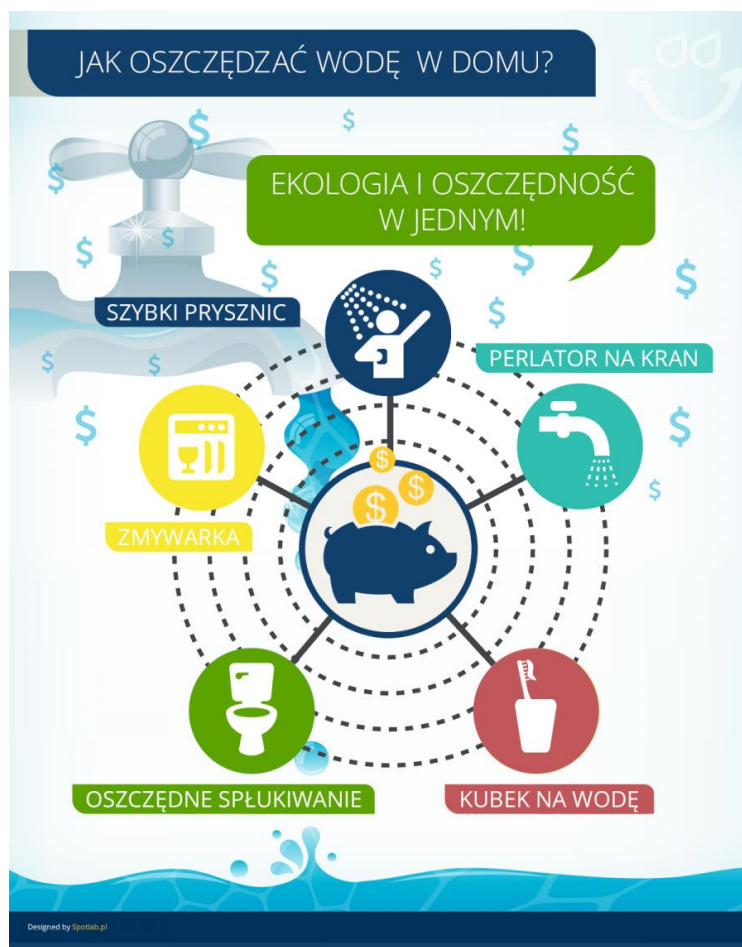 JAK OSZCZĘDZAĆ WODĘ W DOMU?
EKOLOGIA I OSZCZĘDNOŚĆ
W JEDNYM!
SZYBKI PRYSZNIC
PERLATOR NA KRAN
ZMYWARKA
OSZCZĘDNE SPŁUKIWANIE
KUBEK NA WODĘ
Designed by Spotlab.pl